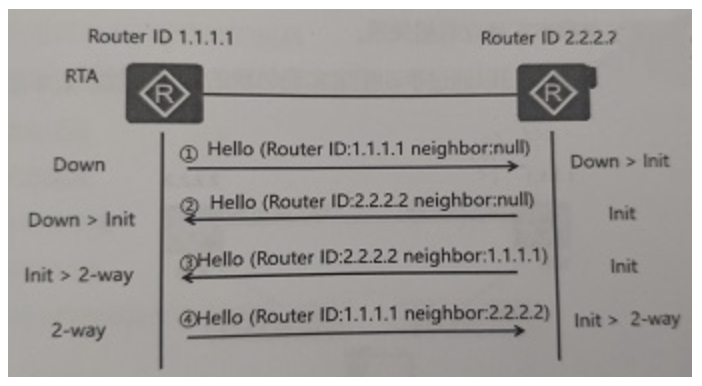 Router ID 1.1.1.1
Router ID 2.2.2.?
RTA
R
R
Down
① Hello (Router ID:1.1.1.1 neighbor:null)
Down > Init
Down > Init
② Hello (Router ID:2.2.2.2 neighbor:null)
Init
Init > 2-way
③Hello (Router ID:2.2.2.2 neighbor:1.1.1.1)
Init
2-way
④Hello (Router ID:1.1.1.1 neighbor:2.2.2.2)
Init > 2-way